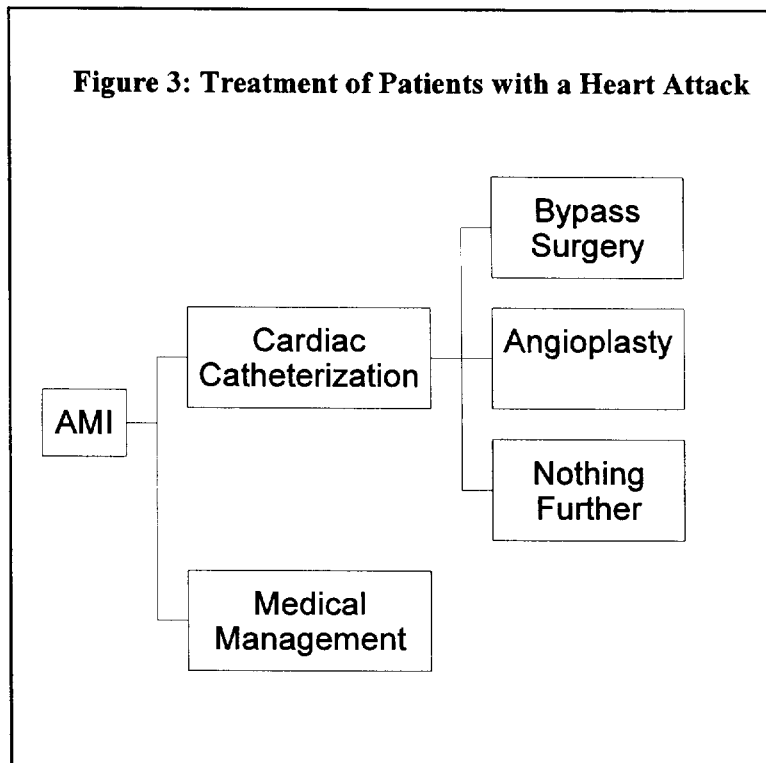 Figure 3: Treatment of Patients with a Heart Attack
Bypass
Surgery
Cardiac
Catheterization
Angioplasty
AMI
Nothing
Further
Medical
Management